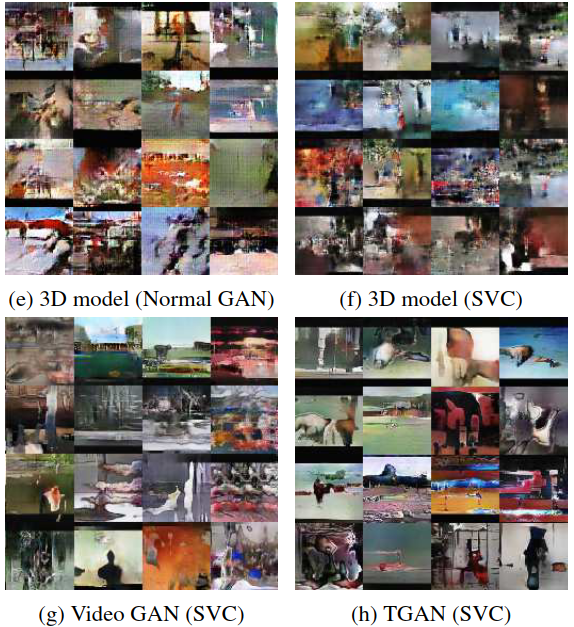 (e) 3D model (Normal GAN)
(f) 3D model (SVC)
(g) Video GAN (SVC)
(h) TGAN (SVC)